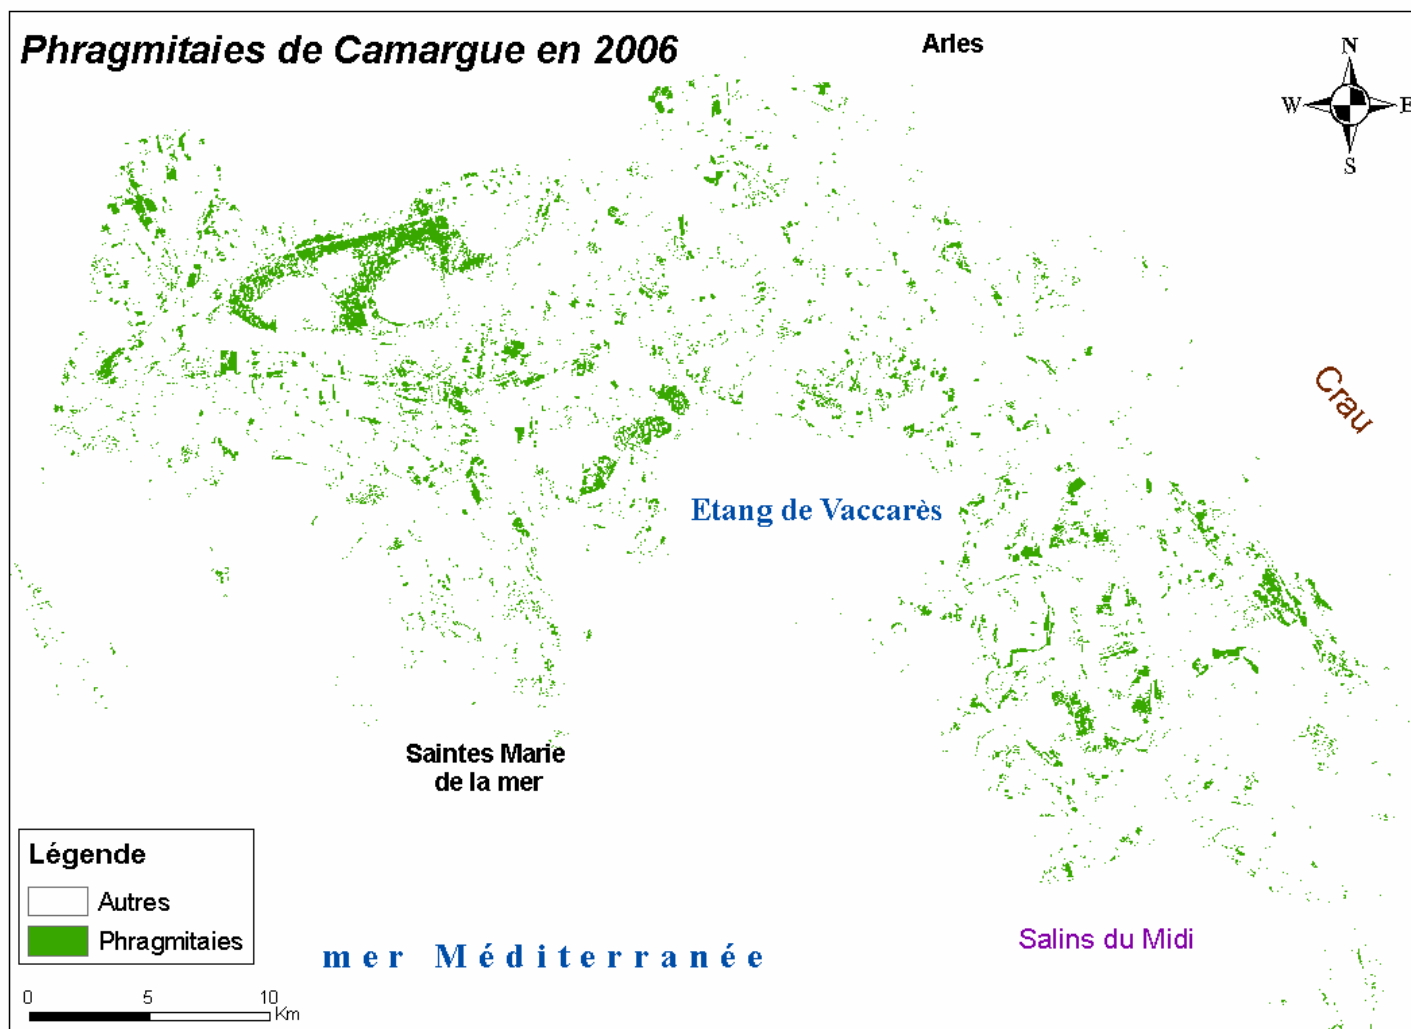 Phragmitaies de Camargue en 2006
Arles
N
W E
S
Crau
Etang de Vaccarès
Saintes Marie
de la mer
Légende
Autres
Phragmitaies
Salins du Midi
mer Méditerranée
0 5 10
Km